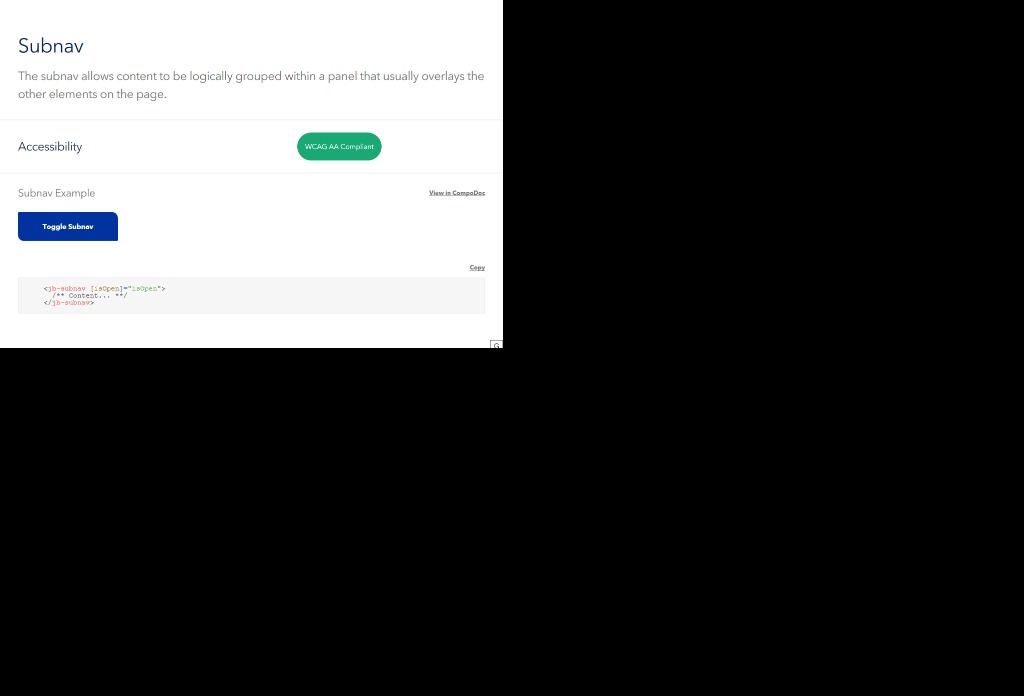 Subnav
The subnav allows content to be logically grouped within a panel that usually overlays the
other elements on the page.
Accessibility
WCAG AA Compliant
Subnav Example
View in CompoDoc
Toggle Subnav
Copy
<jb-subnav [isOpen]="isOpen">
/** Content... **/
</jb-subnav>
G